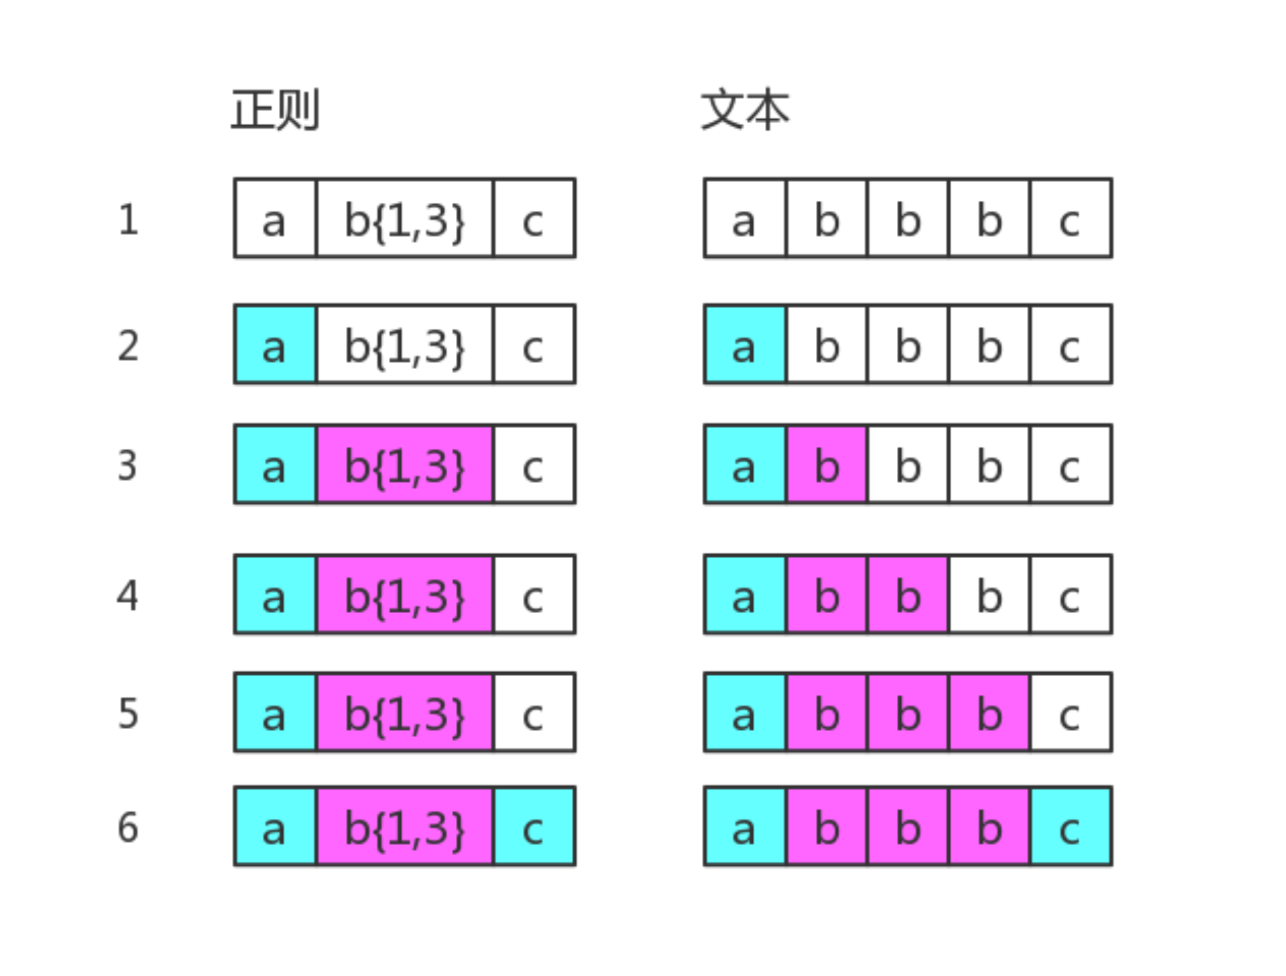 正则 文本
1 a b{1,3} c a b b b c
2 a b{1,3} c a b b b c
3 a b{1,3} c a b b b c
4 a b{1,3} c a b b b c
5 a b{1,3} c a b b b c
6 a b{1,3} c a b b b c